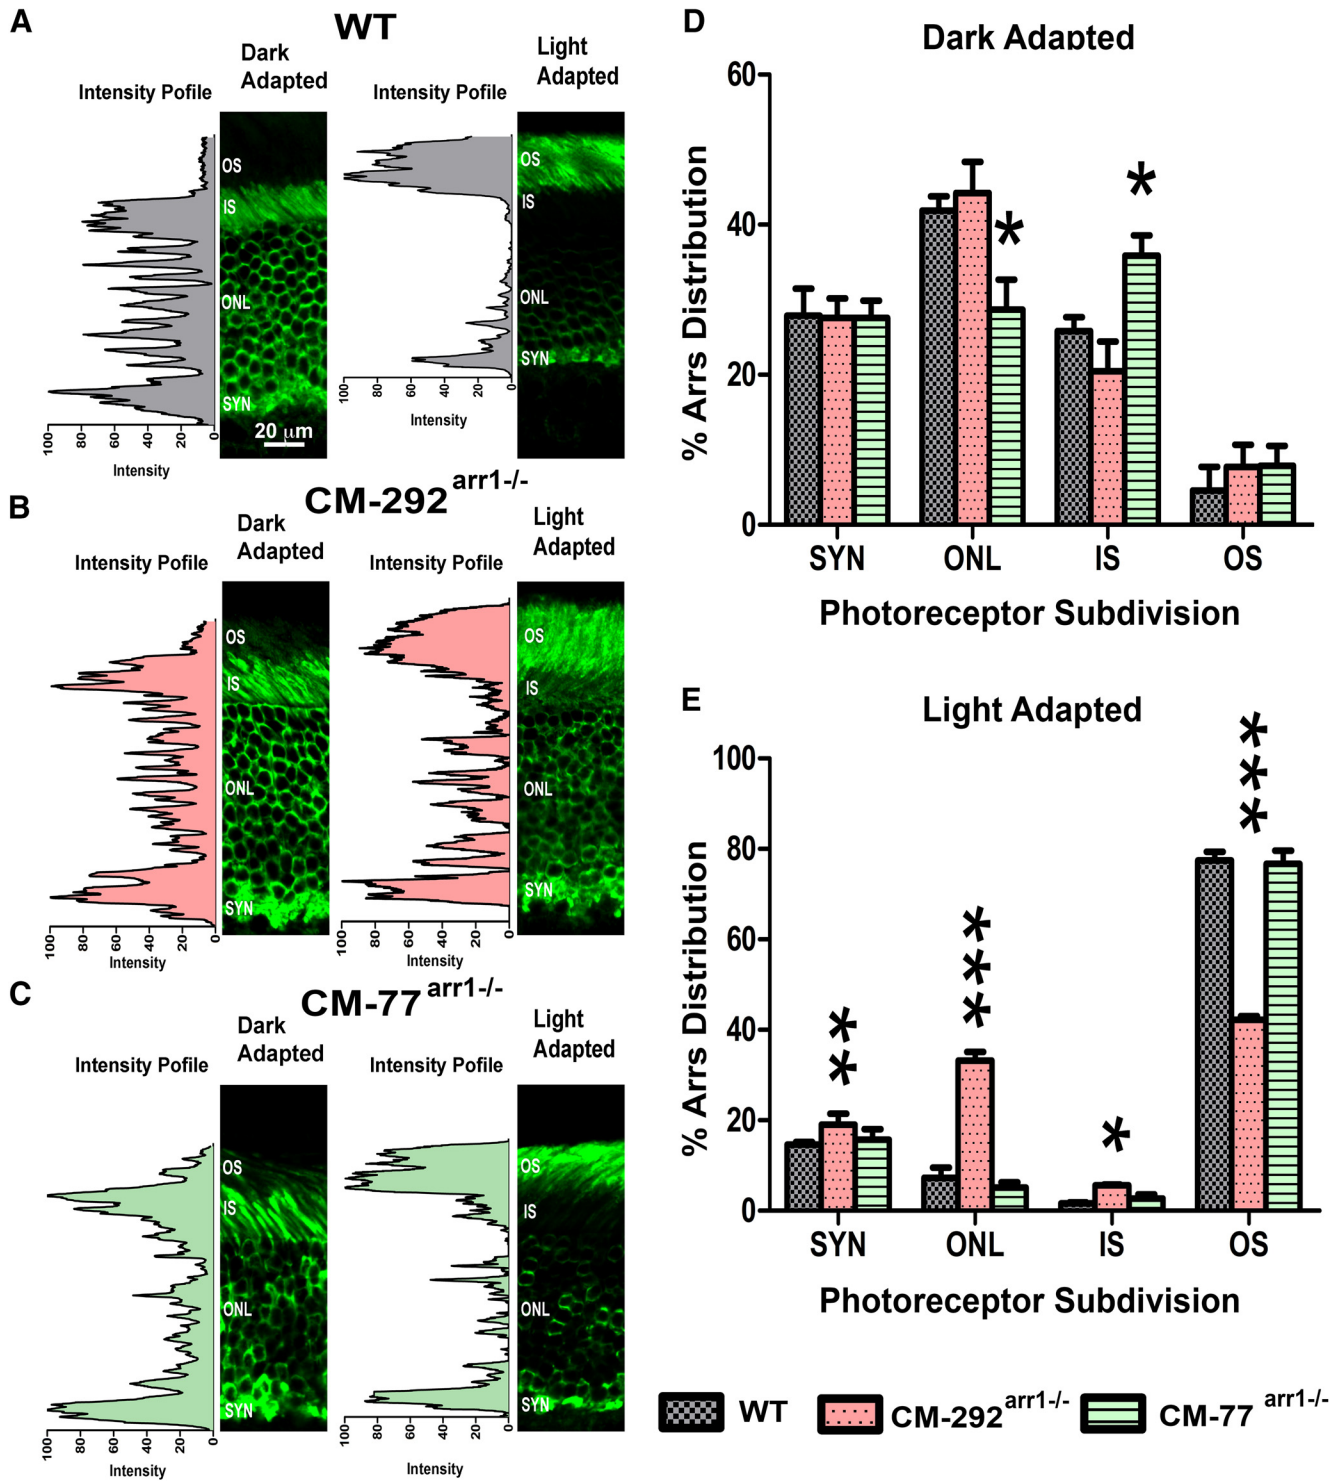 A
WT
Dark
Adapted
Light
Adapted
Intensity Pofile
Intensity Pofile
OS
IS
ONL
SYN
20 μm
OS
IS
ONL
SYN
100 80 60 40 20 0
Intensity
100 80 60 40 20 0
Intensity
B
CM-292 arr1-/-
Dark
Adapted
Light
Adapted
Intensity Pofile
Intensity Pofile
OS
IS
ONL
SYN
OS
IS
ONL
SYN
100 80 60 40 20 0
Intensity
100 80 60 40 20 0
Intensity
C
CM-77 arr1-/-
Dark
Adapted
Light
Adapted
Intensity Pofile
Intensity Pofile
OS
IS
ONL
SYN
OS
IS
ONL
SYN
100 80 60 40 20 0
Intensity
100 80 60 40 20 0
Intensity
D
Dark Adapted
% Arrs Distribution
60
40
20
0
*
*
SYN ONL IS OS
Photoreceptor Subdivision
E
Light Adapted
% Arrs Distribution
100
80
60
40
20
0
**
***
*
***
SYN ONL IS OS
Photoreceptor Subdivision
WT CM-292 arr1-/- CM-77 arr1-/-